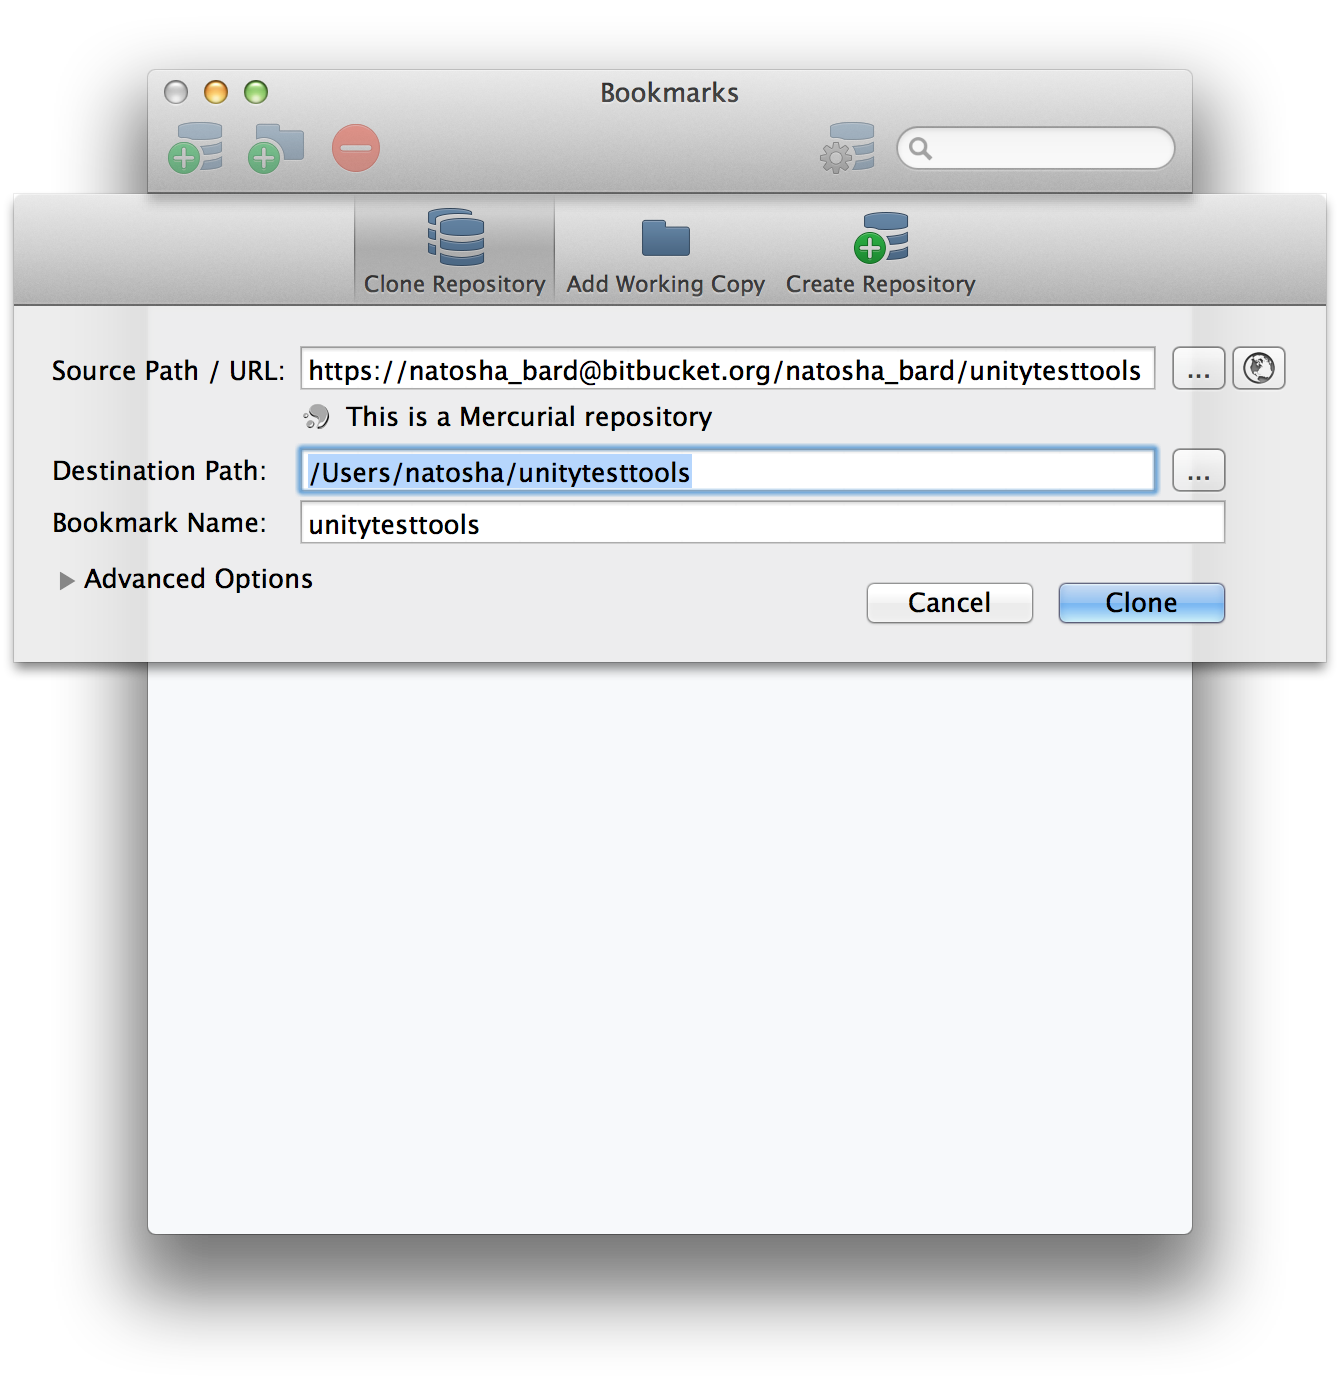 Bookmarks
Clone Repository
Add Working Copy
Create Repository
Source Path / URL:
https://natosha_bard@bitbucket.org/natosha_bard/unitytesttools
...
This is a Mercurial repository
Destination Path:
/Users/natosha/unitytesttools
...
Bookmark Name:
unitytesttools
Advanced Options
Cancel
Clone